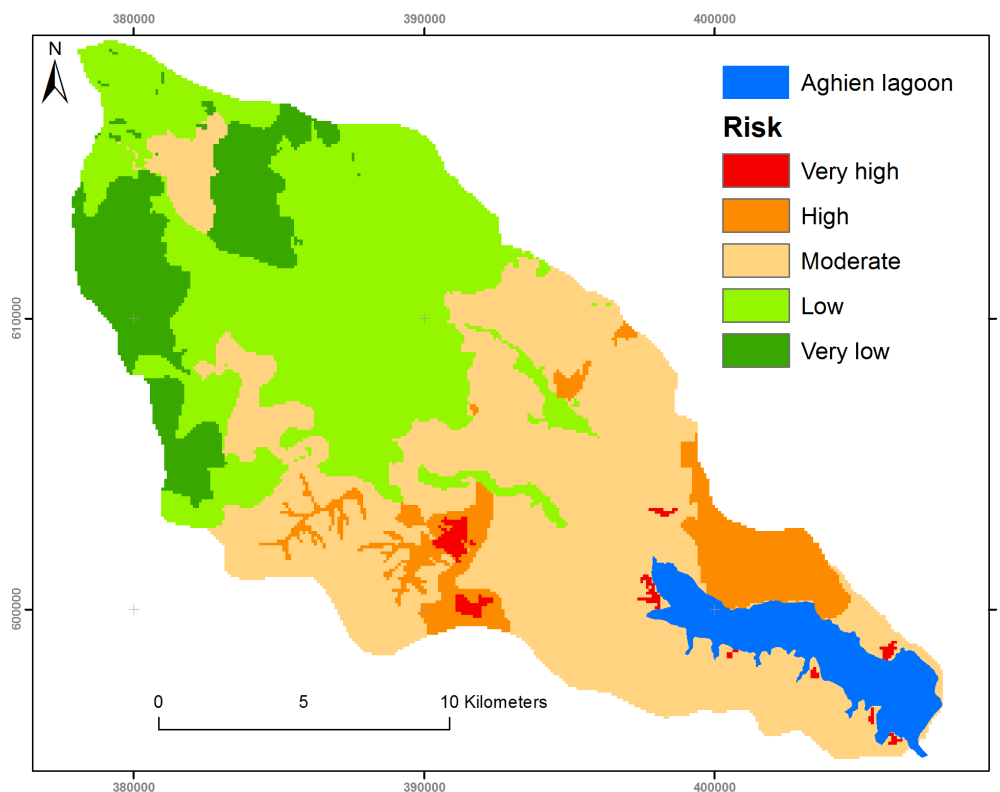 380000 390000 400000
N
Aghien lagoon
Risk
Very high
High
Moderate
Low
Very low
610000
600000
0 5 10 Kilometers
380000 390000 400000